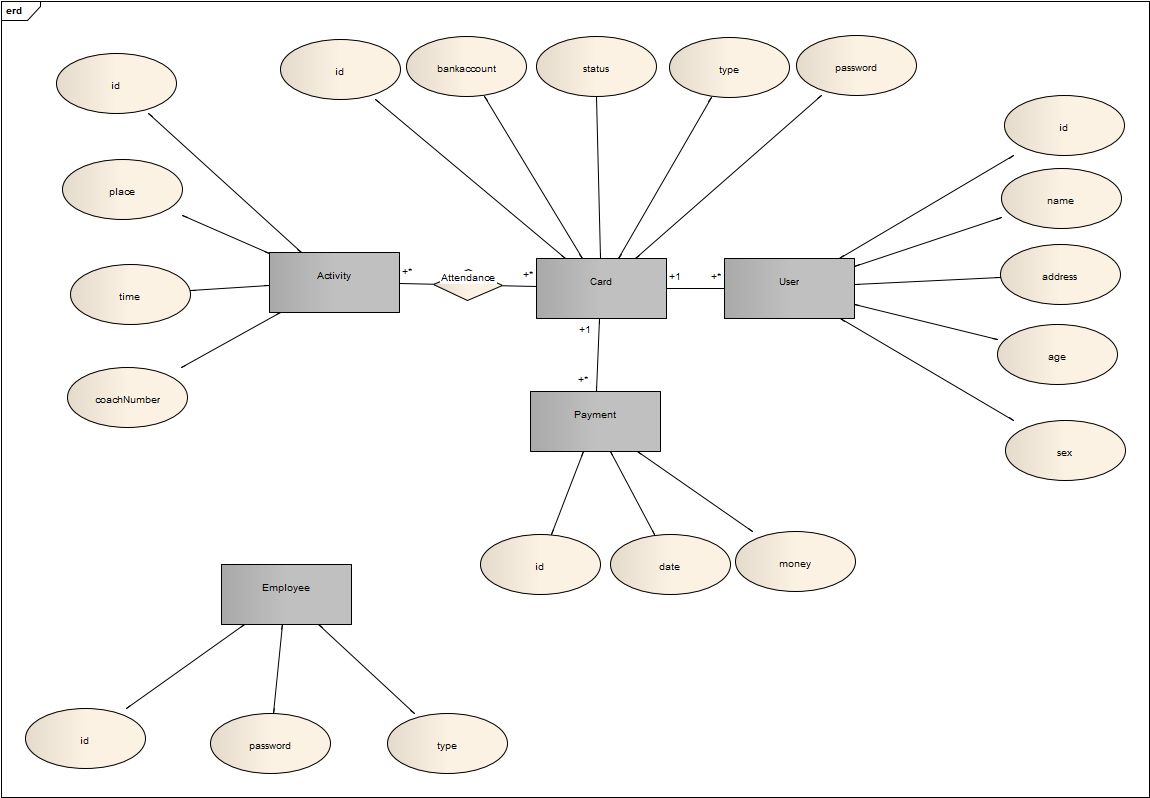 erd
id
bankaccount
status
type
password
id
id
place
name
time
address
coachNumber
age
sex
Activity
+*
Attendance
+*
Card
+1
+*
User
+1
+*
Payment
id
date
money
Employee
id
password
type